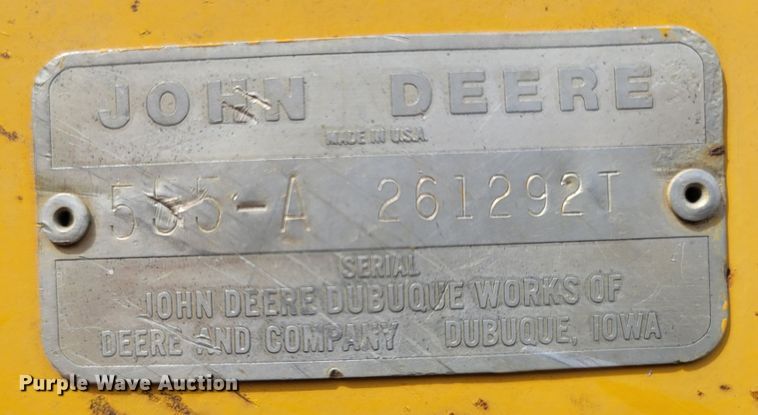 JOHN DEERE
MADE IN U.S.A.
555-A 261292T
SERIAL
JOHN DEERE DUBUQUE WORKS OF
DEERE AND COMPANY DUBUQUE, IOWA
Purple Wave Auction